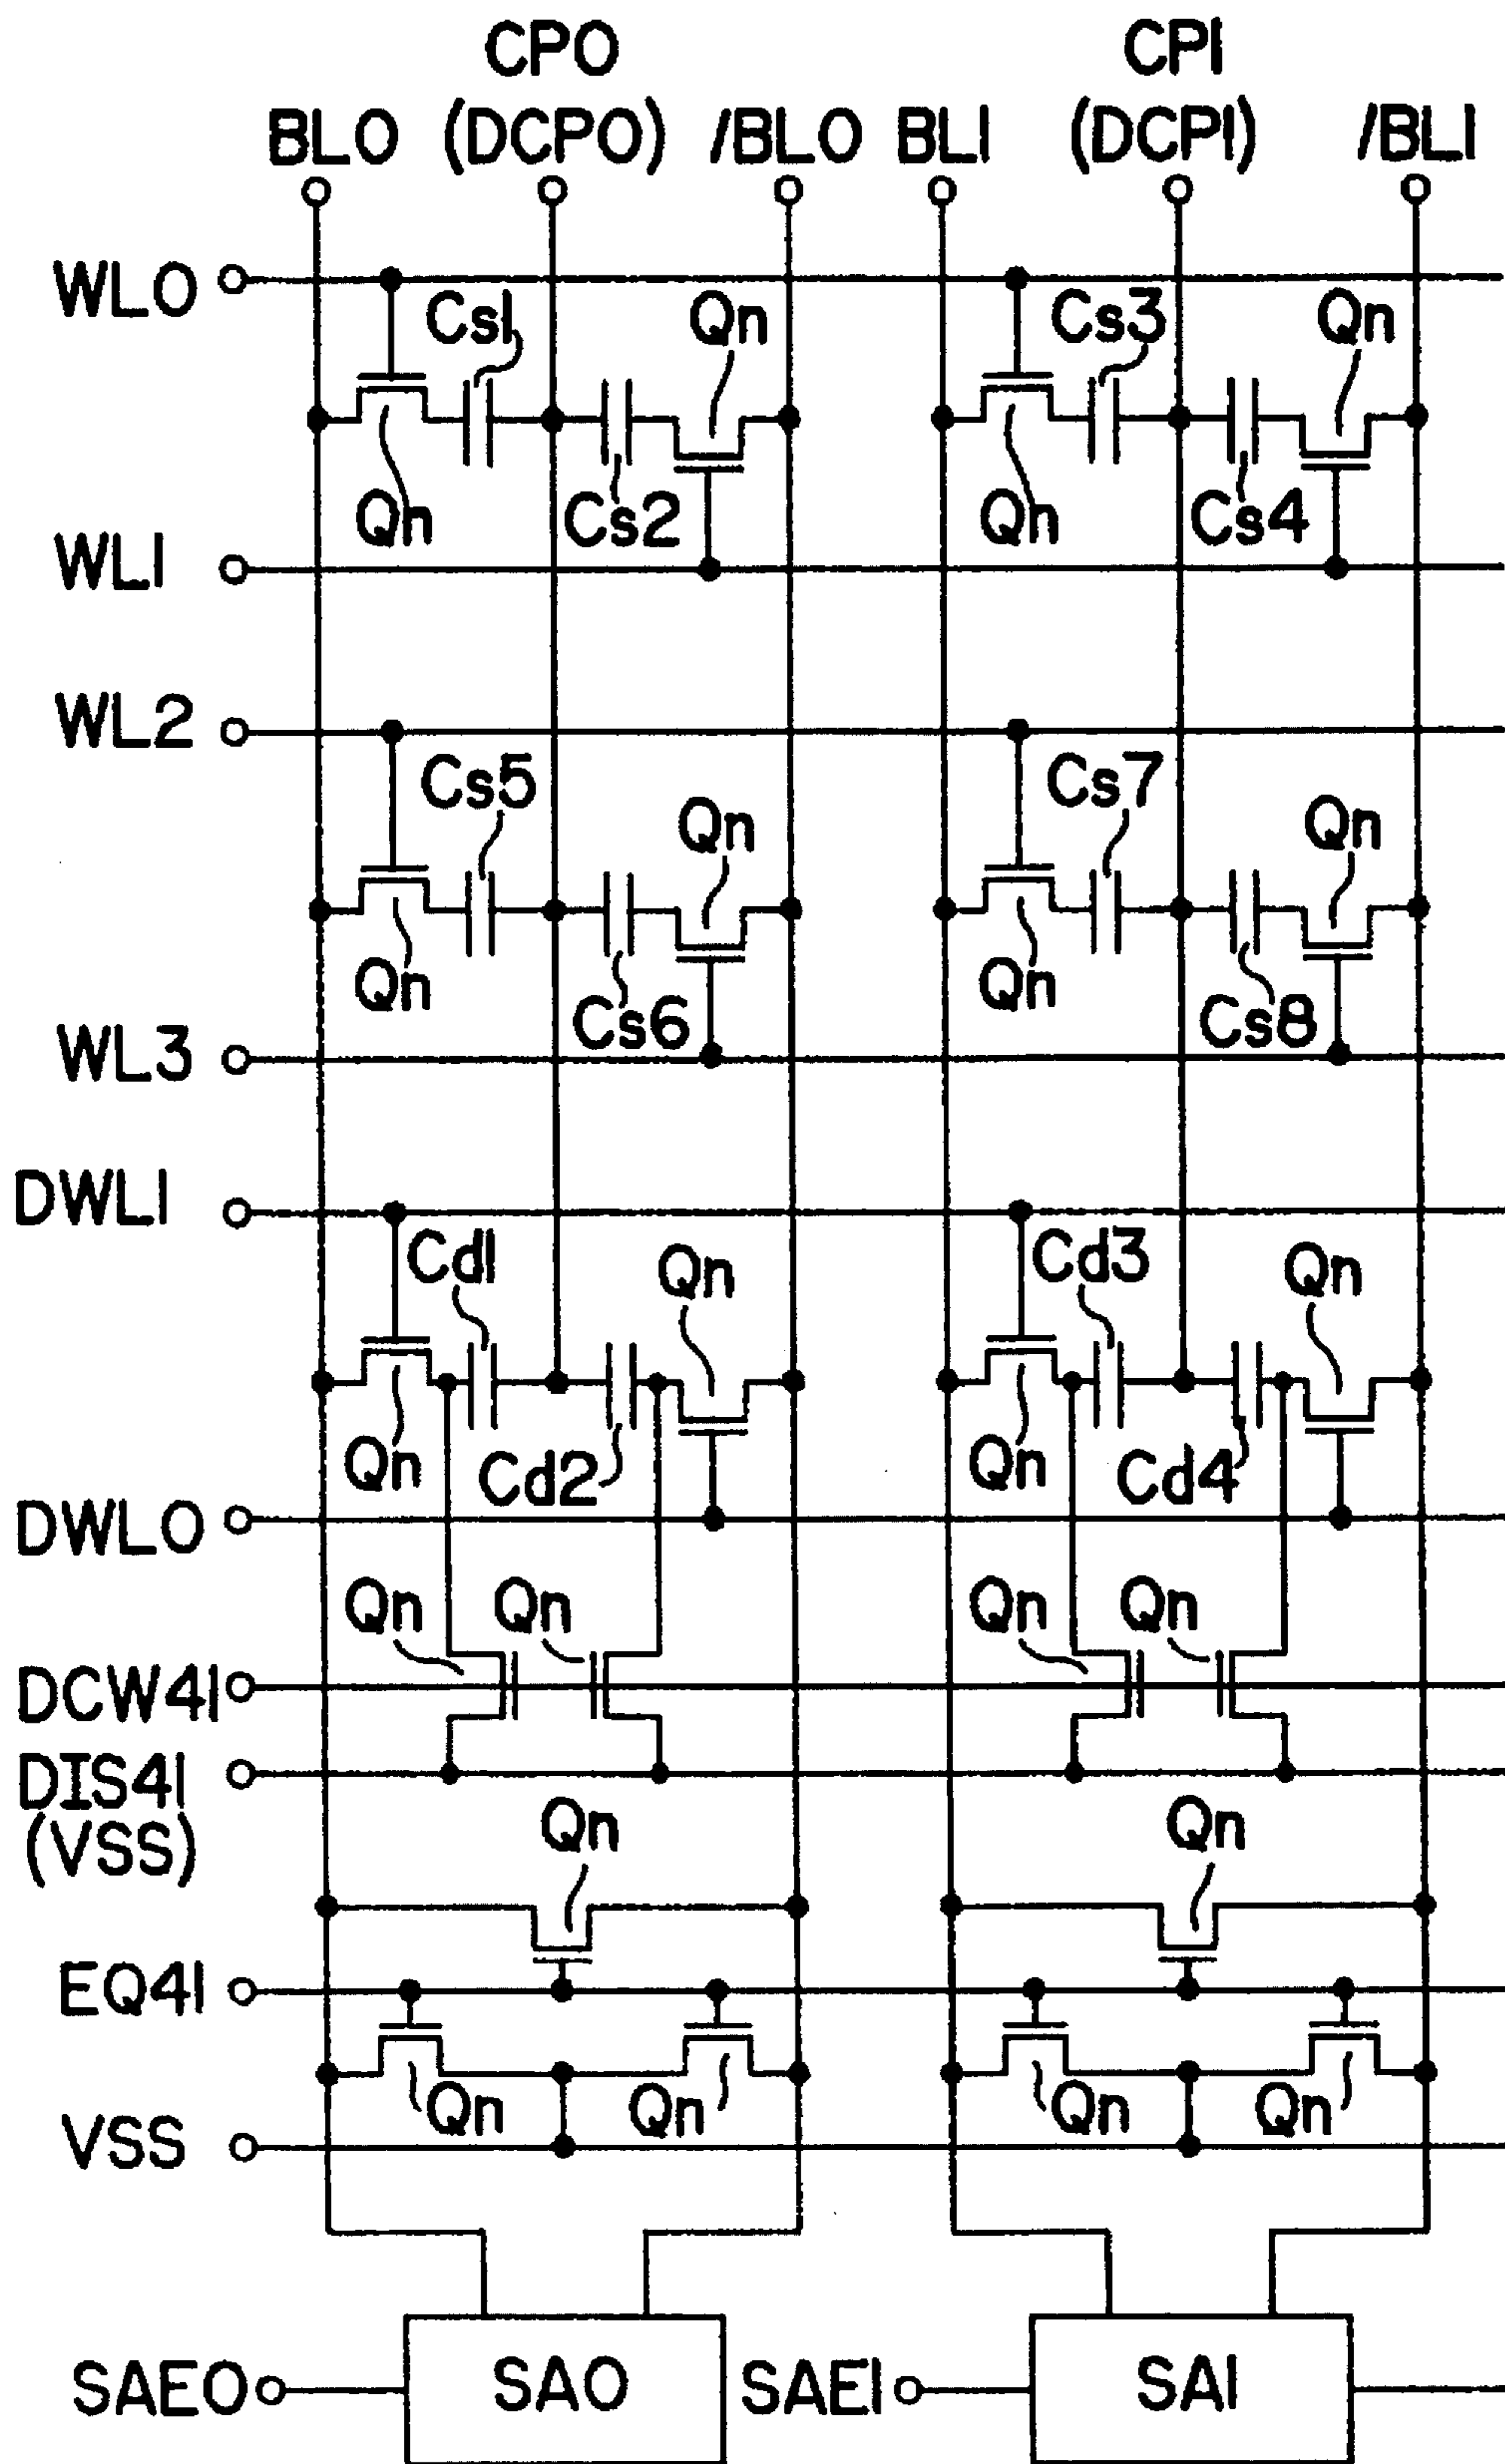 CP0 CP1
BL0 (DCP0) /BL0 BL1 (DCP1) /BL1
WL0
Cs1 Qn Cs3 Qn
Qn Cs2 Qn Cs4
WL1
WL2
Cs5 Qn Cs7 Qn
Qn Cs6 Qn Cs8
WL3
DWL1
Cd1 Qn Cd3 Qn
Qn Cd2 Qn Cd4
DWL0
Qn Qn Qn Qn
DCW41
DIS41
(VSS)
Qn Qn
EQ41
Qn Qn Qn Qn
VSS
SAE0 SA0 SAE1 SA1